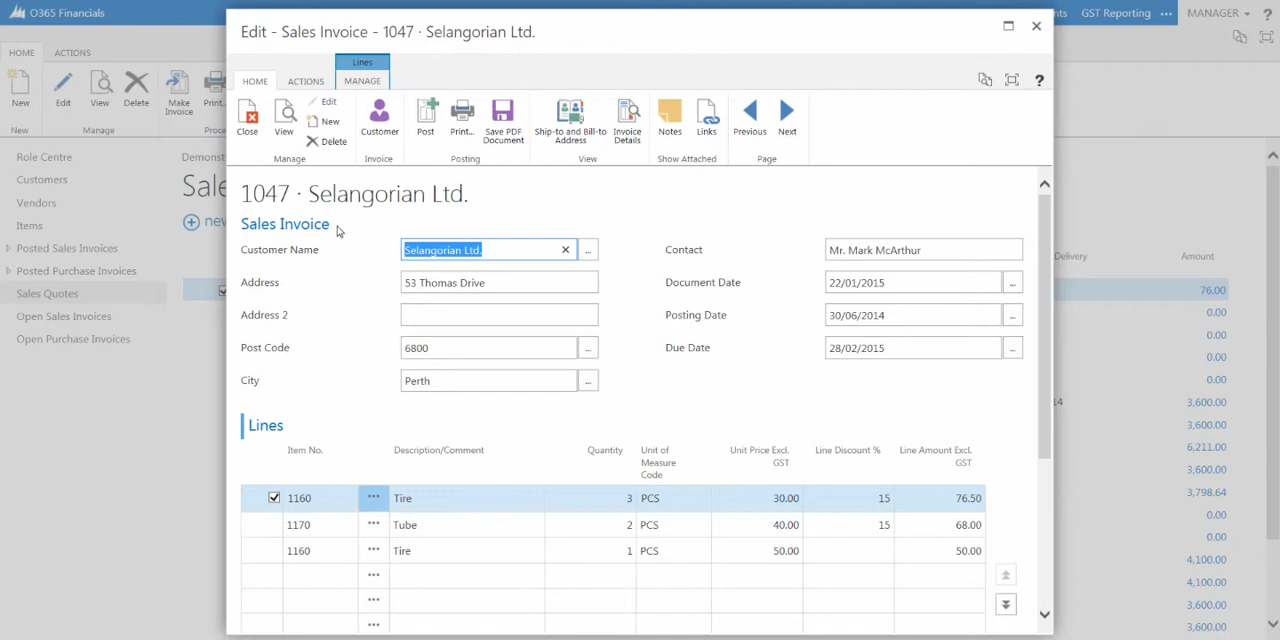 O365 Financials
nts GST Reporting ... MANAGER ?
HOME ACTIONS
New
Edit
View
Delete
Make Invoice
Print...
New
Manage
Proce
Role Centre
Customers
Vendors
Items
Posted Sales Invoices
Posted Purchase Invoices
Sales Quotes
Open Sales Invoices
Open Purchase Invoices
Demonst
Sale
new
Edit - Sales Invoice - 1047 · Selangorian Ltd.
Lines
HOME ACTIONS MANAGE
?
Close
View
Edit
New
Delete
Customer
Post
Print...
Save PDF Document
Ship-to and Bill-to Address
Invoice Details
Notes
Links
Previous
Next
Manage
Invoice
Posting
View
Show Attached
Page
1047 · Selangorian Ltd.
Sales Invoice
Customer Name Selangorian Ltd. ... Contact Mr. Mark McArthur
Address 53 Thomas Drive Document Date 22/01/2015 ...
Address 2 Posting Date 30/06/2014 ...
Post Code 6800 ... Due Date 28/02/2015 ...
City Perth ...
Lines
Item No. Description/Comment Quantity Unit of Measure Code Unit Price Excl. GST Line Discount % Line Amount Excl. GST
1160 ... Tire 3 PCS 30.00 15 76.50
1170 ... Tube 2 PCS 40.00 15 68.00
1160 ... Tire 1 PCS 50.00 50.00
...
...
...
Delivery Amount
76.00
0.00
0.00
0.00
0.00
14 3,600.00
3,600.00
6,211.00
3,600.00
3,798.64
0.00
0.00
4,100.00
4,100.00
3,600.00
3,600.00